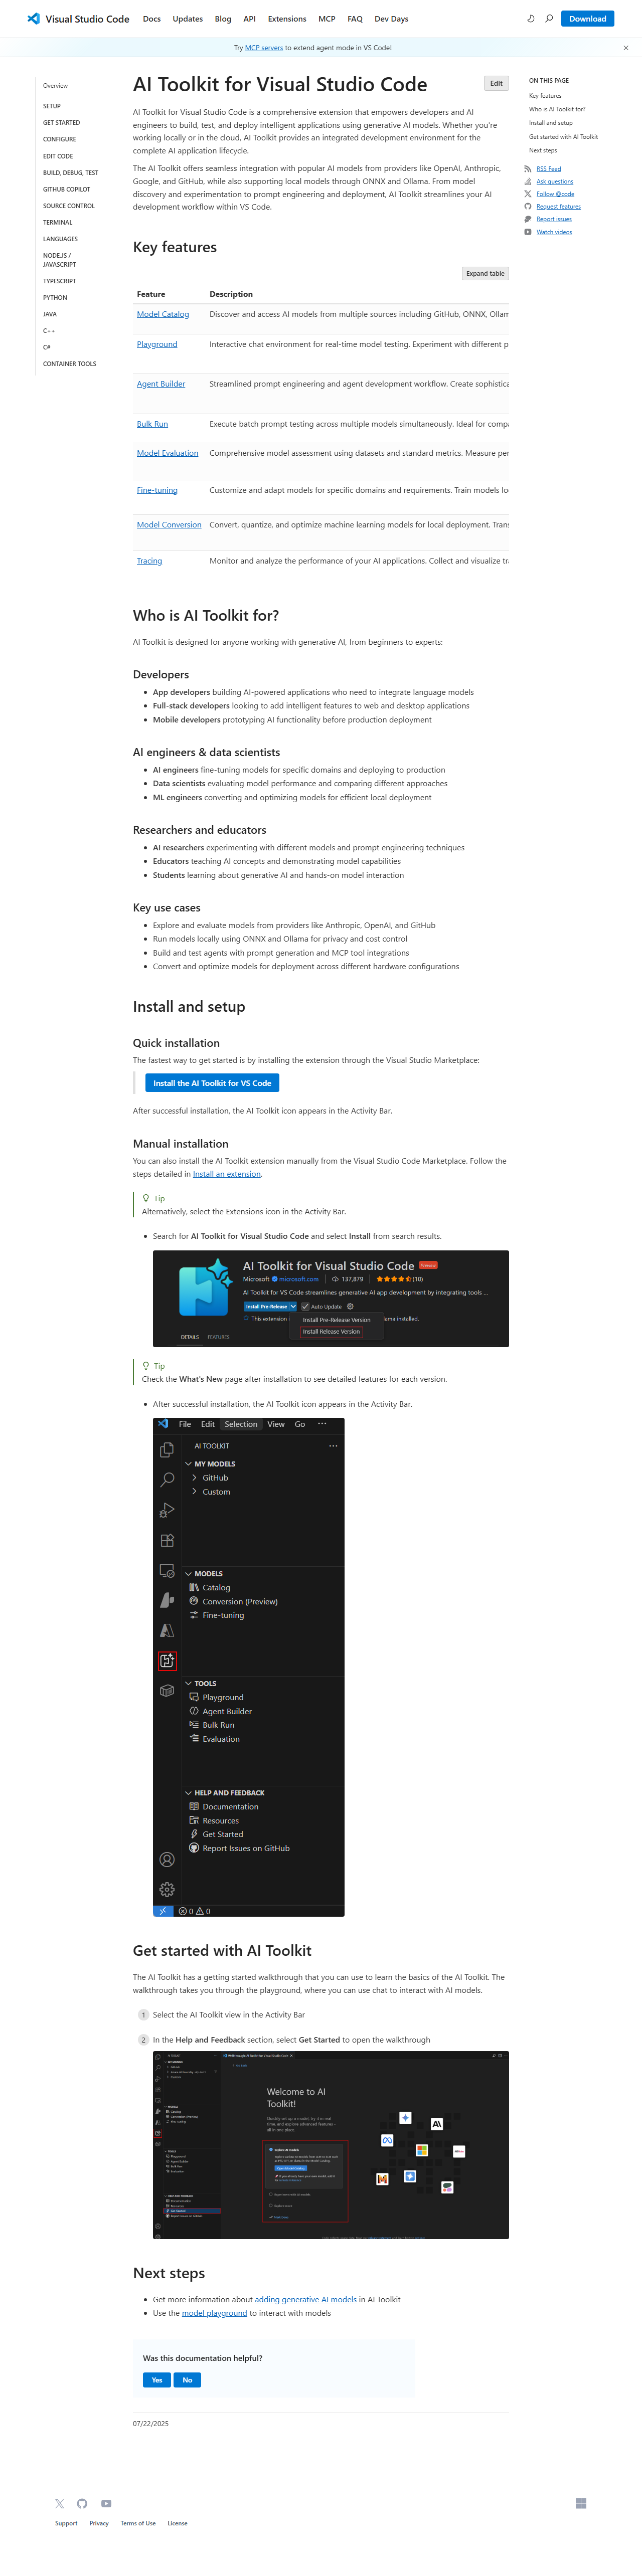 Visual Studio Code
Docs
Updates
Blog
API
Extensions
MCP
FAQ
Dev Days
Download
Try MCP servers to extend agent mode in VS Code!
Overview
SETUP
GET STARTED
CONFIGURE
EDIT CODE
BUILD, DEBUG, TEST
GITHUB COPILOT
SOURCE CONTROL
TERMINAL
LANGUAGES
NODE.JS /
JAVASCRIPT
TYPESCRIPT
PYTHON
JAVA
C++
C#
CONTAINER TOOLS
AI Toolkit for Visual Studio Code
Edit
AI Toolkit for Visual Studio Code is a comprehensive extension that empowers developers and AI
engineers to build, test, and deploy intelligent applications using generative AI models. Whether you're
working locally or in the cloud, AI Toolkit provides an integrated development environment for the
complete AI application lifecycle.
The AI Toolkit offers seamless integration with popular AI models from providers like OpenAI, Anthropic,
Google, and GitHub, while also supporting local models through ONNX and Ollama. From model
discovery and experimentation to prompt engineering and deployment, AI Toolkit streamlines your AI
development workflow within VS Code.
Key features
Expand table
Feature Description
Model Catalog Discover and access AI models from multiple sources including GitHub, ONNX, Ollam
Playground Interactive chat environment for real-time model testing. Experiment with different p
Agent Builder Streamlined prompt engineering and agent development workflow. Create sophistica
Bulk Run Execute batch prompt testing across multiple models simultaneously. Ideal for compa
Model Evaluation Comprehensive model assessment using datasets and standard metrics. Measure per
Fine-tuning Customize and adapt models for specific domains and requirements. Train models lo
Model Conversion Convert, quantize, and optimize machine learning models for local deployment. Trans
Tracing Monitor and analyze the performance of your AI applications. Collect and visualize tra
Who is AI Toolkit for?
AI Toolkit is designed for anyone working with generative AI, from beginners to experts:
Developers
App developers building AI-powered applications who need to integrate language models
Full-stack developers looking to add intelligent features to web and desktop applications
Mobile developers prototyping AI functionality before production deployment
AI engineers & data scientists
AI engineers fine-tuning models for specific domains and deploying to production
Data scientists evaluating model performance and comparing different approaches
ML engineers converting and optimizing models for efficient local deployment
Researchers and educators
AI researchers experimenting with different models and prompt engineering techniques
Educators teaching AI concepts and demonstrating model capabilities
Students learning about generative AI and hands-on model interaction
Key use cases
Explore and evaluate models from providers like Anthropic, OpenAI, and GitHub
Run models locally using ONNX and Ollama for privacy and cost control
Build and test agents with prompt generation and MCP tool integrations
Convert and optimize models for deployment across different hardware configurations
Install and setup
Quick installation
The fastest way to get started is by installing the extension through the Visual Studio Marketplace:
Install the AI Toolkit for VS Code
After successful installation, the AI Toolkit icon appears in the Activity Bar.
Manual installation
You can also install the AI Toolkit extension manually from the Visual Studio Code Marketplace. Follow the
steps detailed in Install an extension.
Tip
Alternatively, select the Extensions icon in the Activity Bar.
Search for AI Toolkit for Visual Studio Code and select Install from search results.
AI Toolkit for Visual Studio Code
Microsoft microsoft.com 137,879 (10)
AI Toolkit for VS Code streamlines generative AI app development by integrating tools ...
Install Pre-Release Auto Update
This extension Install Pre-Release Version lama installed.
Install Release Version
DETAILS FEATURES
Tip
Check the What's New page after installation to see detailed features for each version.
After successful installation, the AI Toolkit icon appears in the Activity Bar.
File Edit Selection View Go ···
AI TOOLKIT ···
MY MODELS
GitHub
Custom
MODELS
Catalog
Conversion (Preview)
Fine-tuning
TOOLS
Playground
Agent Builder
Bulk Run
Evaluation
HELP AND FEEDBACK
Documentation
Resources
Get Started
Report Issues on GitHub
0 0
Get started with AI Toolkit
The AI Toolkit has a getting started walkthrough that you can use to learn the basics of the AI Toolkit. The
walkthrough takes you through the playground, where you can use chat to interact with AI models.
1 Select the AI Toolkit view in the Activity Bar
2 In the Help and Feedback section, select Get Started to open the walkthrough
Welcome to AI
Toolkit!
Next steps
Get more information about adding generative AI models in AI Toolkit
Use the model playground to interact with models
Was this documentation helpful?
Yes No
07/22/2025
ON THIS PAGE
Key features
Who is AI Toolkit for?
Install and setup
Get started with AI Toolkit
Next steps
RSS Feed
Ask questions
Follow @code
Request features
Report issues
Watch videos
Support
Privacy
Terms of Use
License